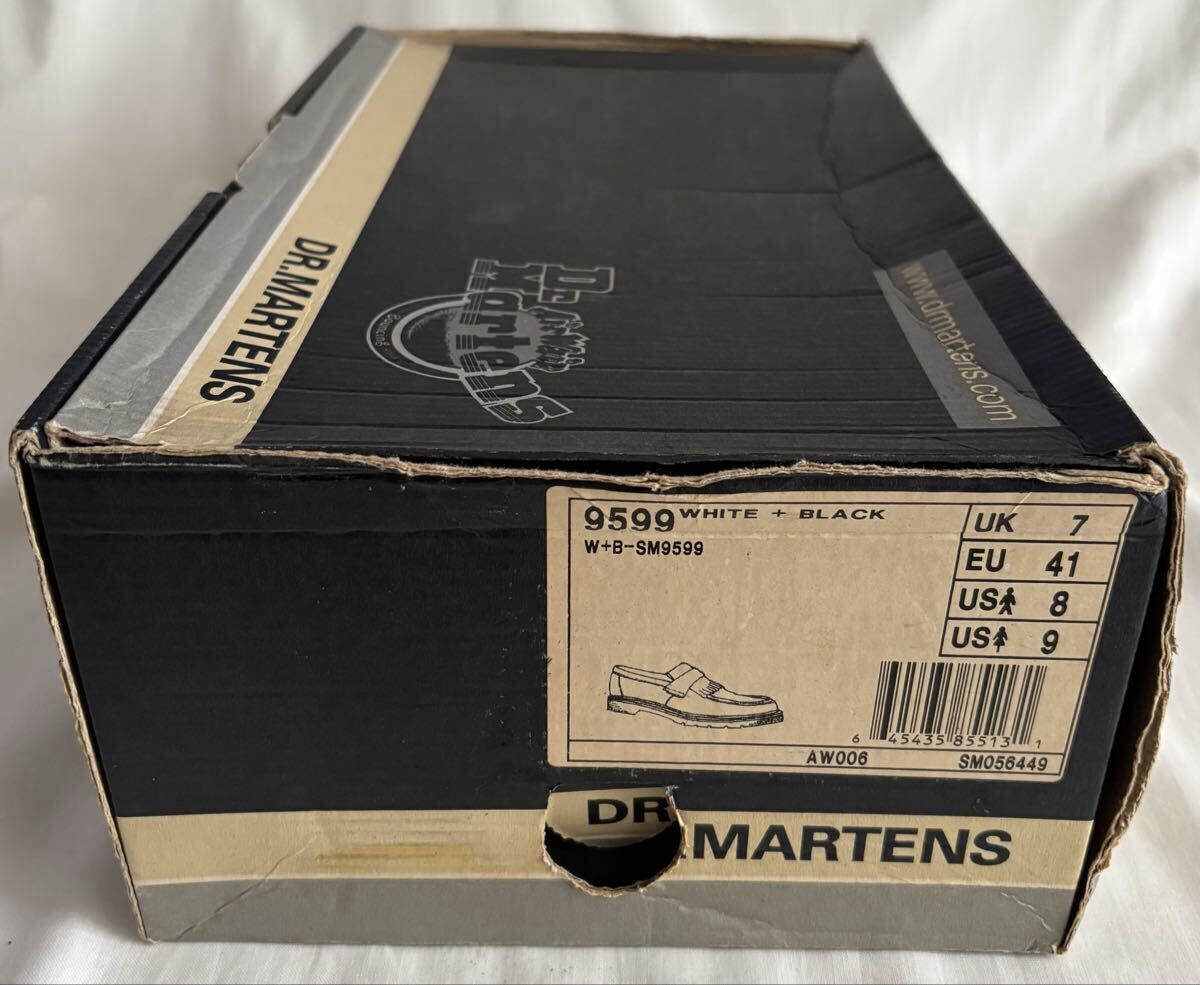 DR.MARTENS
Dr.
Martens
Bouncing
www.drmartens.com
9599 WHITE + BLACK
W+B-SM9599
UK 7
EU 41
US 8
US 9
6 45435 85513 1
AW006 SM056449
DR. MARTENS